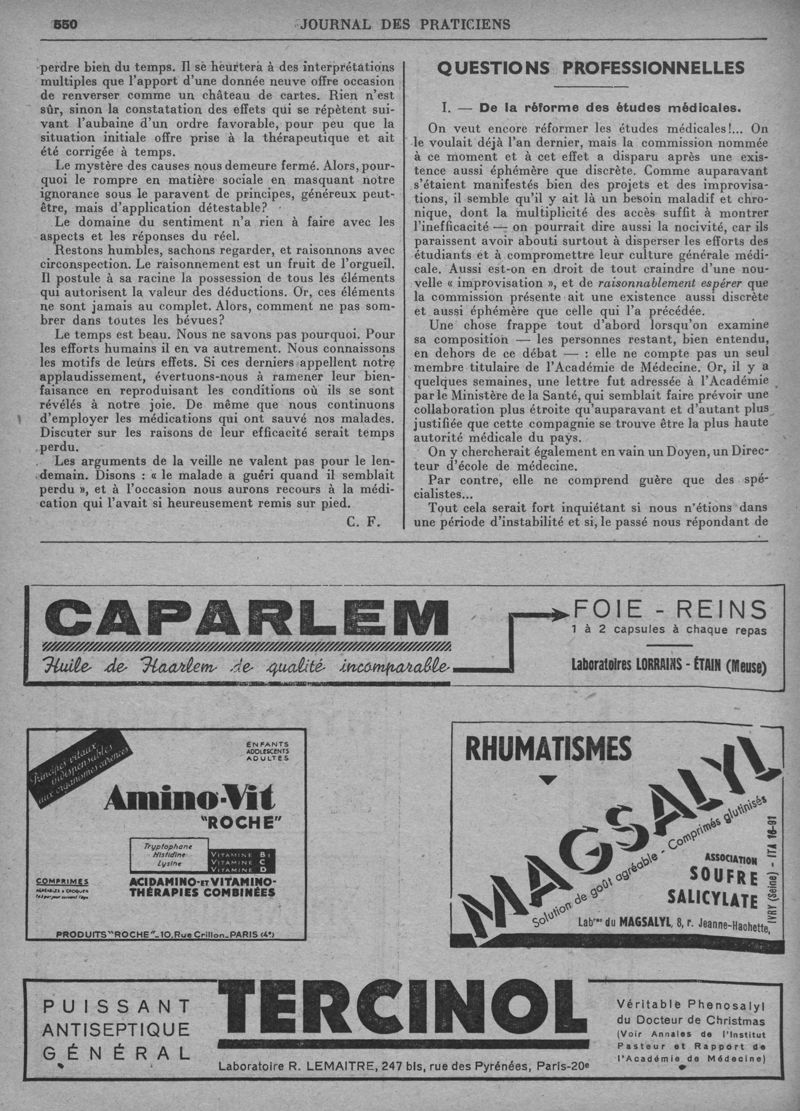 550
JOURNAL DES PRATICIENS
perdre bien du temps. Il se heurtera à des interprétations
multiples que l'apport d'une donnée neuve offre occasion
de renverser comme un château de cartes. Rien n'est
sûr, sinon la constatation des effets qui se répètent sui-
vant l'aubaine d'un ordre favorable, pour peu que la
situation initiale offre prise à la thérapeutique et ait
été corrigée à temps.
Le mystère des causes nous demeure fermé. Alors, pour-
quoi le rompre en matière sociale en masquant notre
ignorance sous le paravent de principes, généreux peut-
être, mais d'application détestable?
Le domaine du sentiment n'a rien à faire avec les
aspects et les réponses du réel.
Restons humbles, sachons regarder, et raisonnons avec
circonspection. Le raisonnement est un fruit de l'orgueil.
Il postule à sa racine la possession de tous les éléments
qui autorisent la valeur des déductions. Or, ces éléments
ne sont jamais au complet. Alors, comment ne pas som-
brer dans toutes les bévues?
Le temps est beau. Nous ne savons pas pourquoi. Pour
les efforts humains il en va autrement. Nous connaissons
les motifs de leurs effets. Si ces derniers appellent notre
applaudissement, évertuons-nous à ramener leur bien-
faisance en reproduisant les conditions où ils se sont
révélés à notre joie. De même que nous continuons
d'employer les médications qui ont sauvé nos malades.
Discuter sur les raisons de leur efficacité serait temps
perdu.
Les arguments de la veille ne valent pas pour le len-
demain. Disons : « le malade a guéri quand il semblait
perdu », et à l'occasion nous aurons recours à la médi-
cation qui l'avait si heureusement remis sur pied.
C. F.
QUESTIONS PROFESSIONNELLES
I. — De la réforme des études médicales.
On veut encore réformer les études médicales!... On
le voulait déjà l'an dernier, mais la commission nommée
à ce moment et à cet effet a disparu après une exis-
tence aussi éphémère que discrète. Comme auparavant
s'étaient manifestés bien des projets et des improvisa-
tions, il semble qu'il y ait là un besoin maladif et chro-
nique, dont la multiplicité des accès suffit à montrer
l'inefficacité — on pourrait dire aussi la nocivité, car ils
paraissent avoir abouti surtout à disperser les efforts des
étudiants et à compromettre leur culture générale médi-
cale. Aussi est-on en droit de tout craindre d'une nou-
velle « improvisation », et de raisonnablement espérer que
la commission présente ait une existence aussi discrète
et aussi éphémère que celle qui l'a précédée.
Une chose frappe tout d'abord lorsqu'on examine
sa composition — les personnes restant, bien entendu,
en dehors de ce débat — : elle ne compte pas un seul
membre titulaire de l'Académie de Médecine. Or, il y a
quelques semaines, une lettre fut adressée à l'Académie
par le Ministère de la Santé, qui semblait faire prévoir une
collaboration plus étroite qu'auparavant et d'autant plus
justifiée que cette compagnie se trouve être la plus haute
autorité médicale du pays.
On y chercherait également en vain un Doyen, un Direc-
teur d'école de médecine.
Par contre, elle ne comprend guère que des spé-
cialistes...
Tout cela serait fort inquiétant si nous n'étions dans
une période d'instabilité et si, le passé nous répondant de
CAPARLEM
Huile de Haarlem de qualité incomparable
FOIE - REINS
1 à 2 capsules à chaque repas
Laboratoires LORRAINS - ÉTAIN (Meuse)
Principes vitaux
indispensables
aux organismes carencés
ENFANTS
ADOLESCENTS
ADULTES
Amino-Vit
"ROCHE"
Tryptophane
Histidine
Lysine
VITAMINE B1
VITAMINE C
VITAMINE D
COMPRIMÉS
ACIDAMINO-ET VITAMINO-
THÉRAPIES COMBINÉES
PRODUITS "ROCHE"_10, Rue Crillon_PARIS (4e)
RHUMATISMES
MAGSALYL
Solution de goût agréable - Comprimés glutinisés
ASSOCIATION
SOUFRE
SALICYLATE
Labres du MAGSALYL, 8, r. Jeanne-Hachette,
IVRY (Seine) - ITA 16-91
PUISSANT
ANTISEPTIQUE
GÉNÉRAL
TERCINOL
Laboratoire R. LEMAITRE, 247 bis, rue des Pyrénées, Paris-20e
Véritable Phenosalyl
du Docteur de Christmas
(Voir Annales de l'Institut
Pasteur et Rapport de
l'Académie de Médecine)